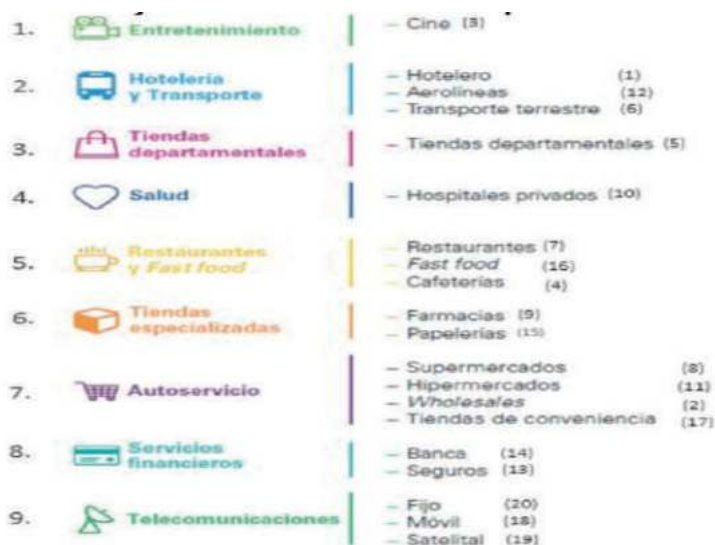 1. Entretenimiento
– Cine (3)
2. Hotelería
y Transporte
– Hotelero (1)
– Aerolíneas (12)
– Transporte terrestre (6)
3. Tiendas
departamentales
– Tiendas departamentales (5)
4. Salud
– Hospitales privados (10)
5. Restaurantes
y Fast food
– Restaurantes (7)
– Fast food (16)
– Cafeterías (4)
6. Tiendas
especializadas
– Farmacias (9)
– Papelerías (15)
7. Autoservicio
– Supermercados (8)
– Hipermercados (11)
– Wholesales (2)
– Tiendas de conveniencia (17)
8. Servicios
financieros
– Banca (14)
– Seguros (13)
9. Telecomunicaciones
– Fijo (20)
– Móvil (18)
– Satelital (19)